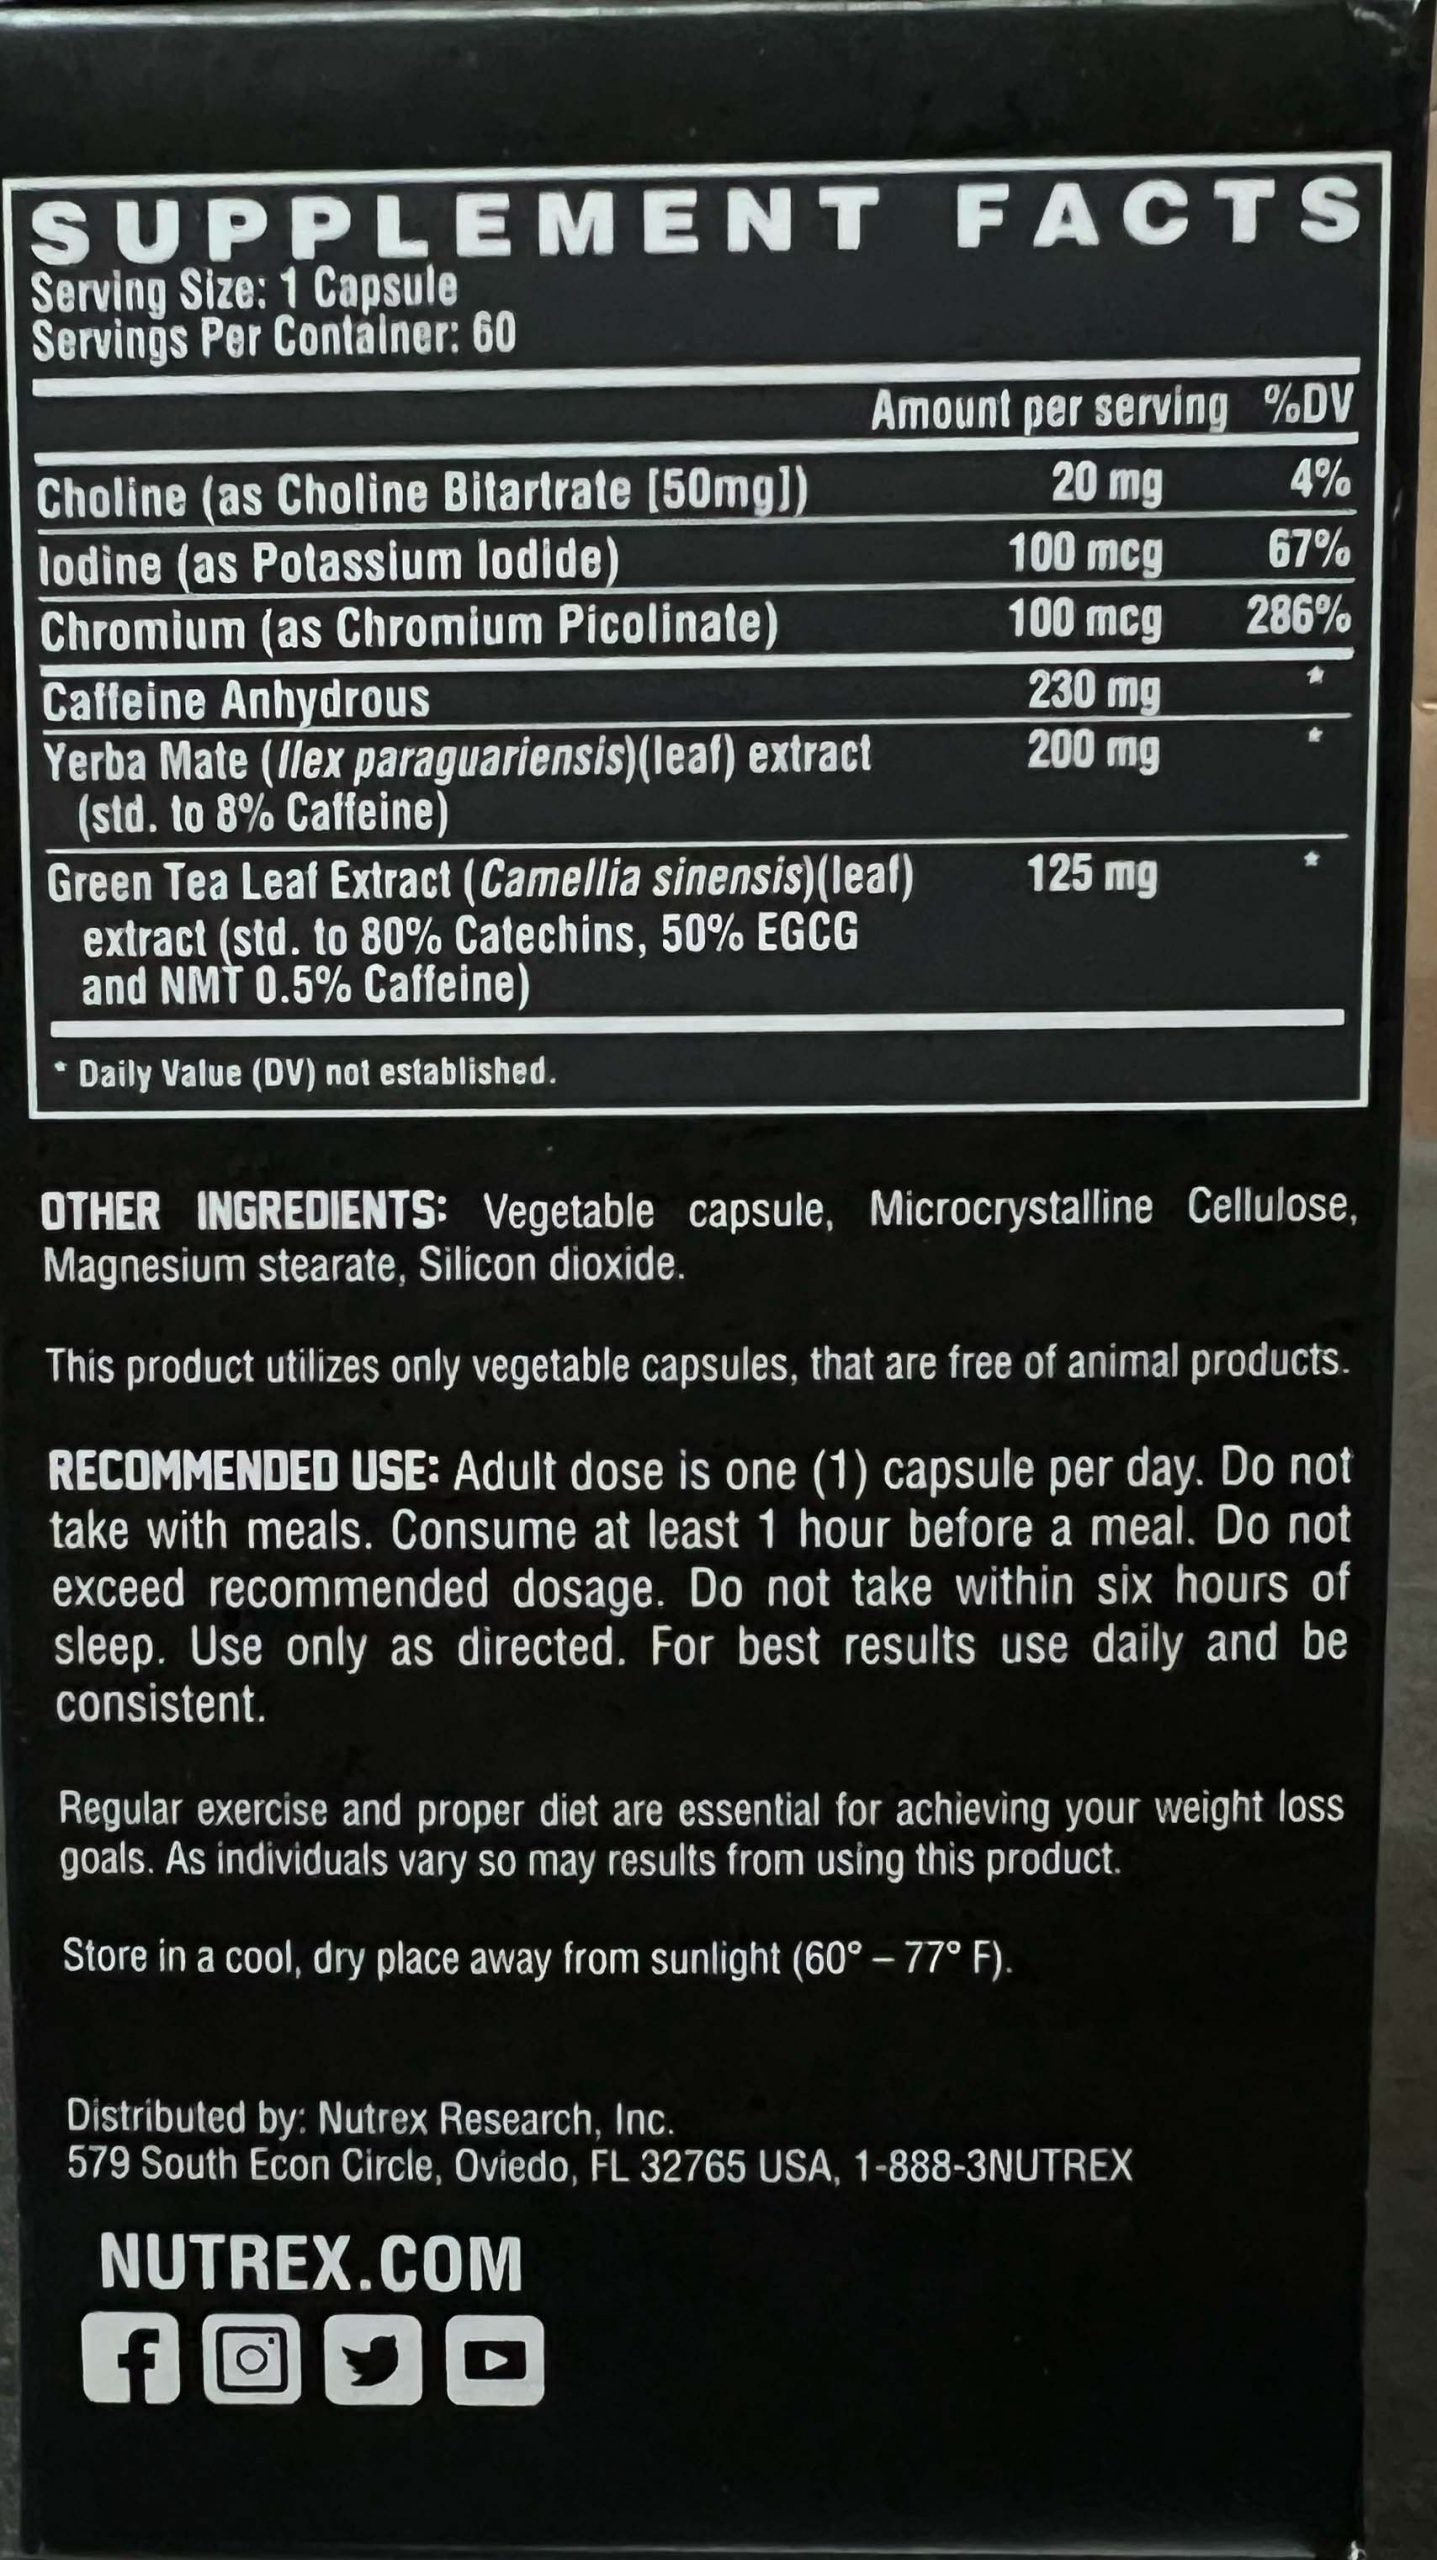 SUPPLEMENT FACTS
Serving Size: 1 Capsule
Servings Per Container: 60
Amount per serving %DV
Choline (as Choline Bitartrate [50mg]) 20 mg 4%
Iodine (as Potassium Iodide) 100 mcg 67%
Chromium (as Chromium Picolinate) 100 mcg 286%
Caffeine Anhydrous 230 mg *
Yerba Mate (Ilex paraguariensis)(leaf) extract 200 mg *
(std. to 8% Caffeine)
Green Tea Leaf Extract (Camellia sinensis)(leaf) 125 mg *
extract (std. to 80% Catechins, 50% EGCG
and NMT 0.5% Caffeine)
* Daily Value (DV) not established.
OTHER INGREDIENTS: Vegetable capsule, Microcrystalline Cellulose,
Magnesium stearate, Silicon dioxide.
This product utilizes only vegetable capsules, that are free of animal products.
RECOMMENDED USE: Adult dose is one (1) capsule per day. Do not
take with meals. Consume at least 1 hour before a meal. Do not
exceed recommended dosage. Do not take within six hours of
sleep. Use only as directed. For best results use daily and be
consistent.
Regular exercise and proper diet are essential for achieving your weight loss
goals. As individuals vary so may results from using this product.
Store in a cool, dry place away from sunlight (60° – 77° F).
Distributed by: Nutrex Research, Inc.
579 South Econ Circle, Oviedo, FL 32765 USA, 1-888-3NUTREX
NUTREX.COM